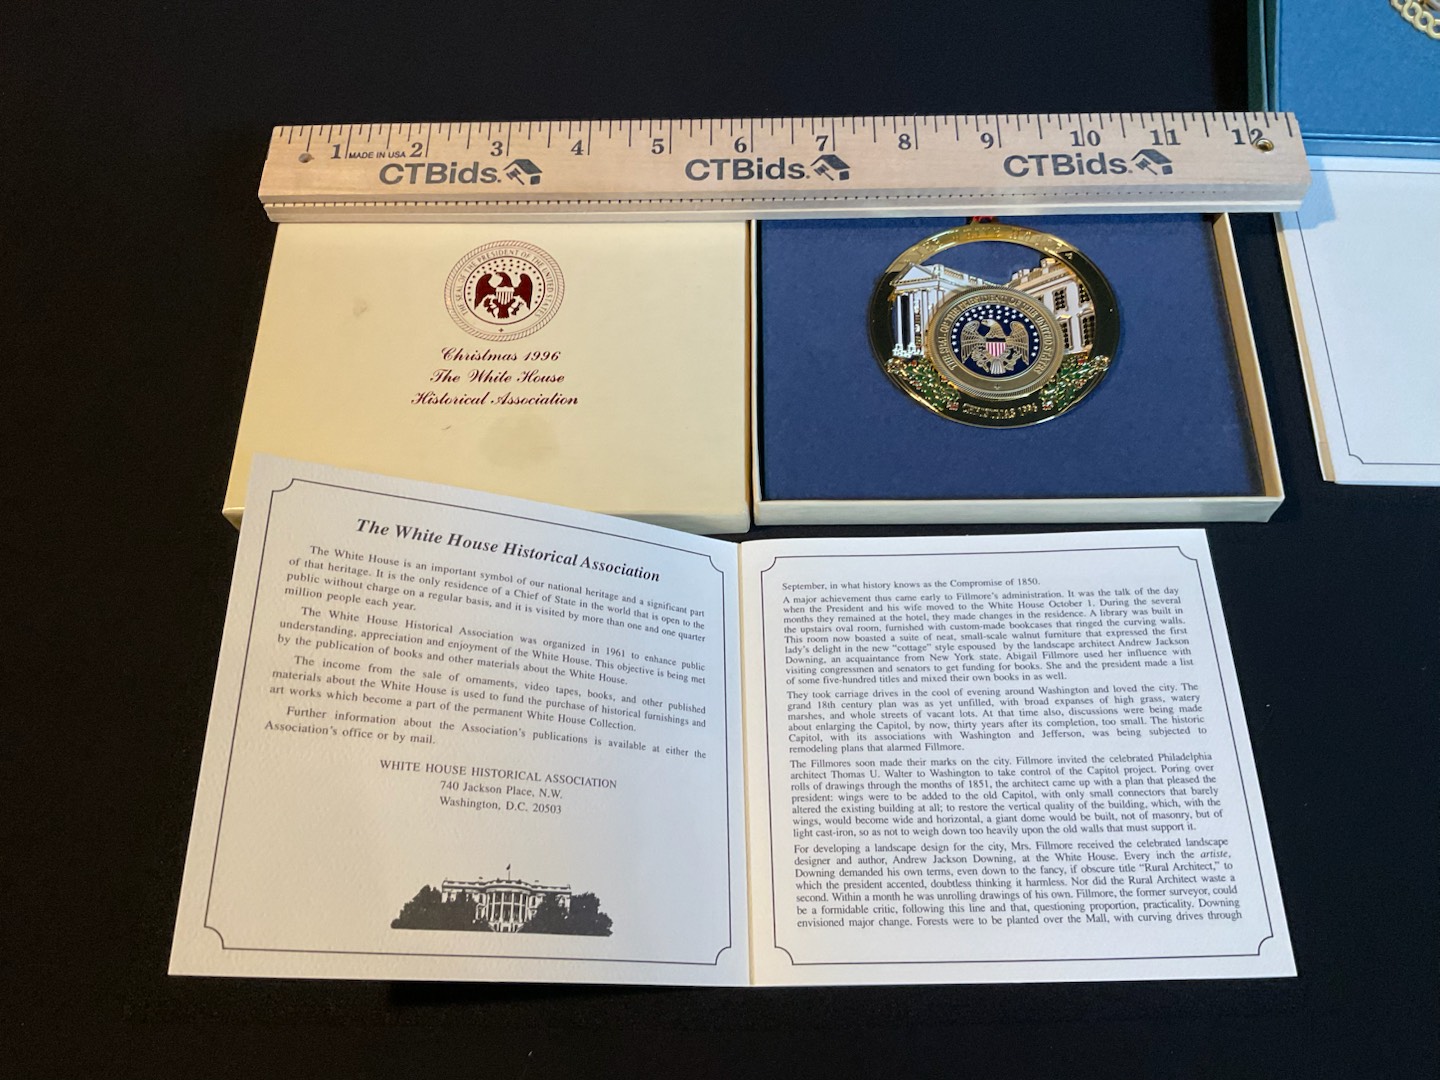 1 MADE IN USA 2 3 4 5 6 7 8 9 10 11 12
CTBids. CTBids. CTBids.
THE SEAL OF THE PRESIDENT OF THE UNITED STATES
Christmas 1996
The White House
Historical Association
THE WHITE HOUSE
THE SEAL OF THE PRESIDENT OF THE UNITED STATES
CHRISTMAS 1996
The White House Historical Association
The White House is an important symbol of our national heritage and a significant part
of that heritage. It is the only residence of a Chief of State in the world that is open to the
public without charge on a regular basis, and it is visited by more than one and one quarter
million people each year.
The White House Historical Association was organized in 1961 to enhance public
understanding, appreciation and enjoyment of the White House. This objective is being met
by the publication of books and other materials about the White House.
The income from the sale of ornaments, video tapes, books, and other published
materials about the White House is used to fund the purchase of historical furnishings and
art works which become a part of the permanent White House Collection.
Further information about the Association's publications is available at either the
Association's office or by mail.
WHITE HOUSE HISTORICAL ASSOCIATION
740 Jackson Place, N.W.
Washington, D.C. 20503
September, in what history knows as the Compromise of 1850.
A major achievement thus came early to Fillmore's administration. It was the talk of the day
when the President and his wife moved to the White House October 1. During the several
months they remained at the hotel, they made changes in the residence. A library was built in
the upstairs oval room, furnished with custom-made bookcases that ringed the curving walls.
This room now boasted a suite of neat, small-scale walnut furniture that expressed the first
lady's delight in the new "cottage" style espoused by the landscape architect Andrew Jackson
Downing, an acquaintance from New York state. Abigail Fillmore used her influence with
visiting congressmen and senators to get funding for books. She and the president made a list
of some five-hundred titles and mixed their own books in as well.
They took carriage drives in the cool of evening around Washington and loved the city. The
grand 18th century plan was as yet unfilled, with broad expanses of high grass, watery
marshes, and whole streets of vacant lots. At that time also, discussions were being made
about enlarging the Capitol, by now, thirty years after its completion, too small. The historic
Capitol, with its associations with Washington and Jefferson, was being subjected to
remodeling plans that alarmed Fillmore.
The Fillmores soon made their marks on the city. Fillmore invited the celebrated Philadelphia
architect Thomas U. Walter to Washington to take control of the Capitol project. Poring over
rolls of drawings through the months of 1851, the architect came up with a plan that pleased the
president: wings were to be added to the old Capitol, with only small connectors that barely
altered the existing building at all; to restore the vertical quality of the building, which, with the
wings, would become wide and horizontal, a giant dome would be built, not of masonry, but of
light cast-iron, so as not to weigh down too heavily upon the old walls that must support it.
For developing a landscape design for the city, Mrs. Fillmore received the celebrated landscape
designer and author, Andrew Jackson Downing, at the White House. Every inch the artiste,
Downing demanded his own terms, even down to the fancy, if obscure title "Rural Architect," to
which the president accented, doubtless thinking it harmless. Nor did the Rural Architect waste a
second. Within a month he was unrolling drawings of his own. Fillmore, the former surveyor, could
be a formidable critic, following this line and that, questioning proportion, practicality. Downing
envisioned major change. Forests were to be planted over the Mall, with curving drives through